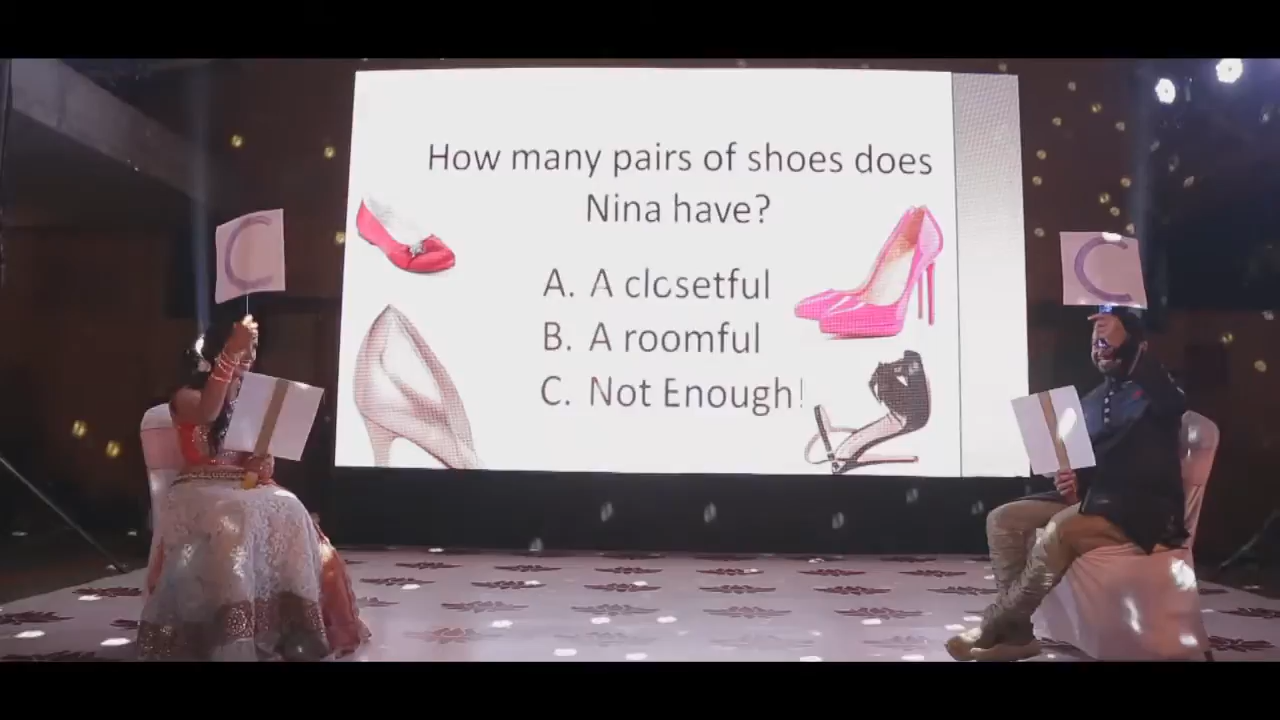 How many pairs of shoes does
Nina have?
A. A closetful
B. A roomful
C. Not Enough!
C
C